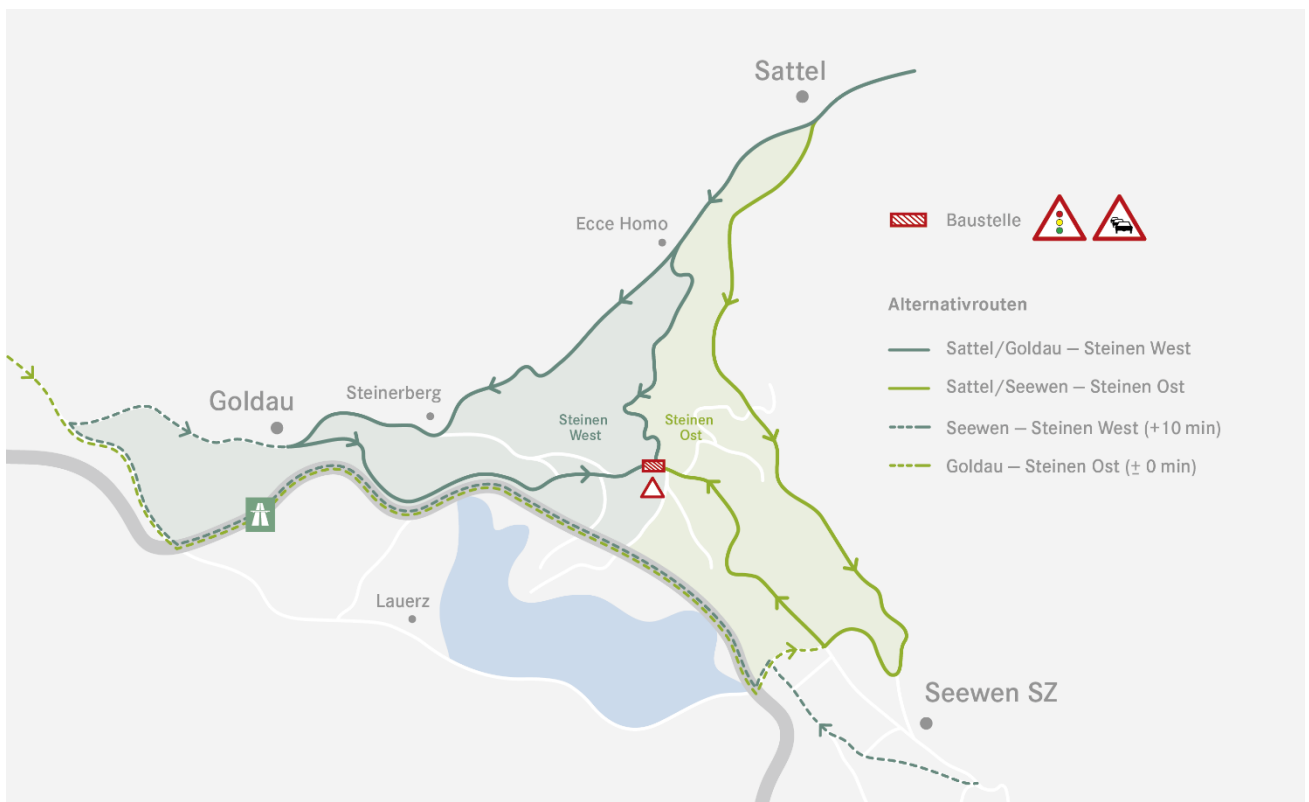 Sattel
Ecce Homo
Baustelle
Alternativrouten
Sattel/Goldau – Steinen West
Sattel/Seewen – Steinen Ost
Seewen – Steinen West (+10 min)
Goldau – Steinen Ost (± 0 min)
Goldau
Steinerberg
Steinen
West
Steinen
Ost
Lauerz
Seewen SZ